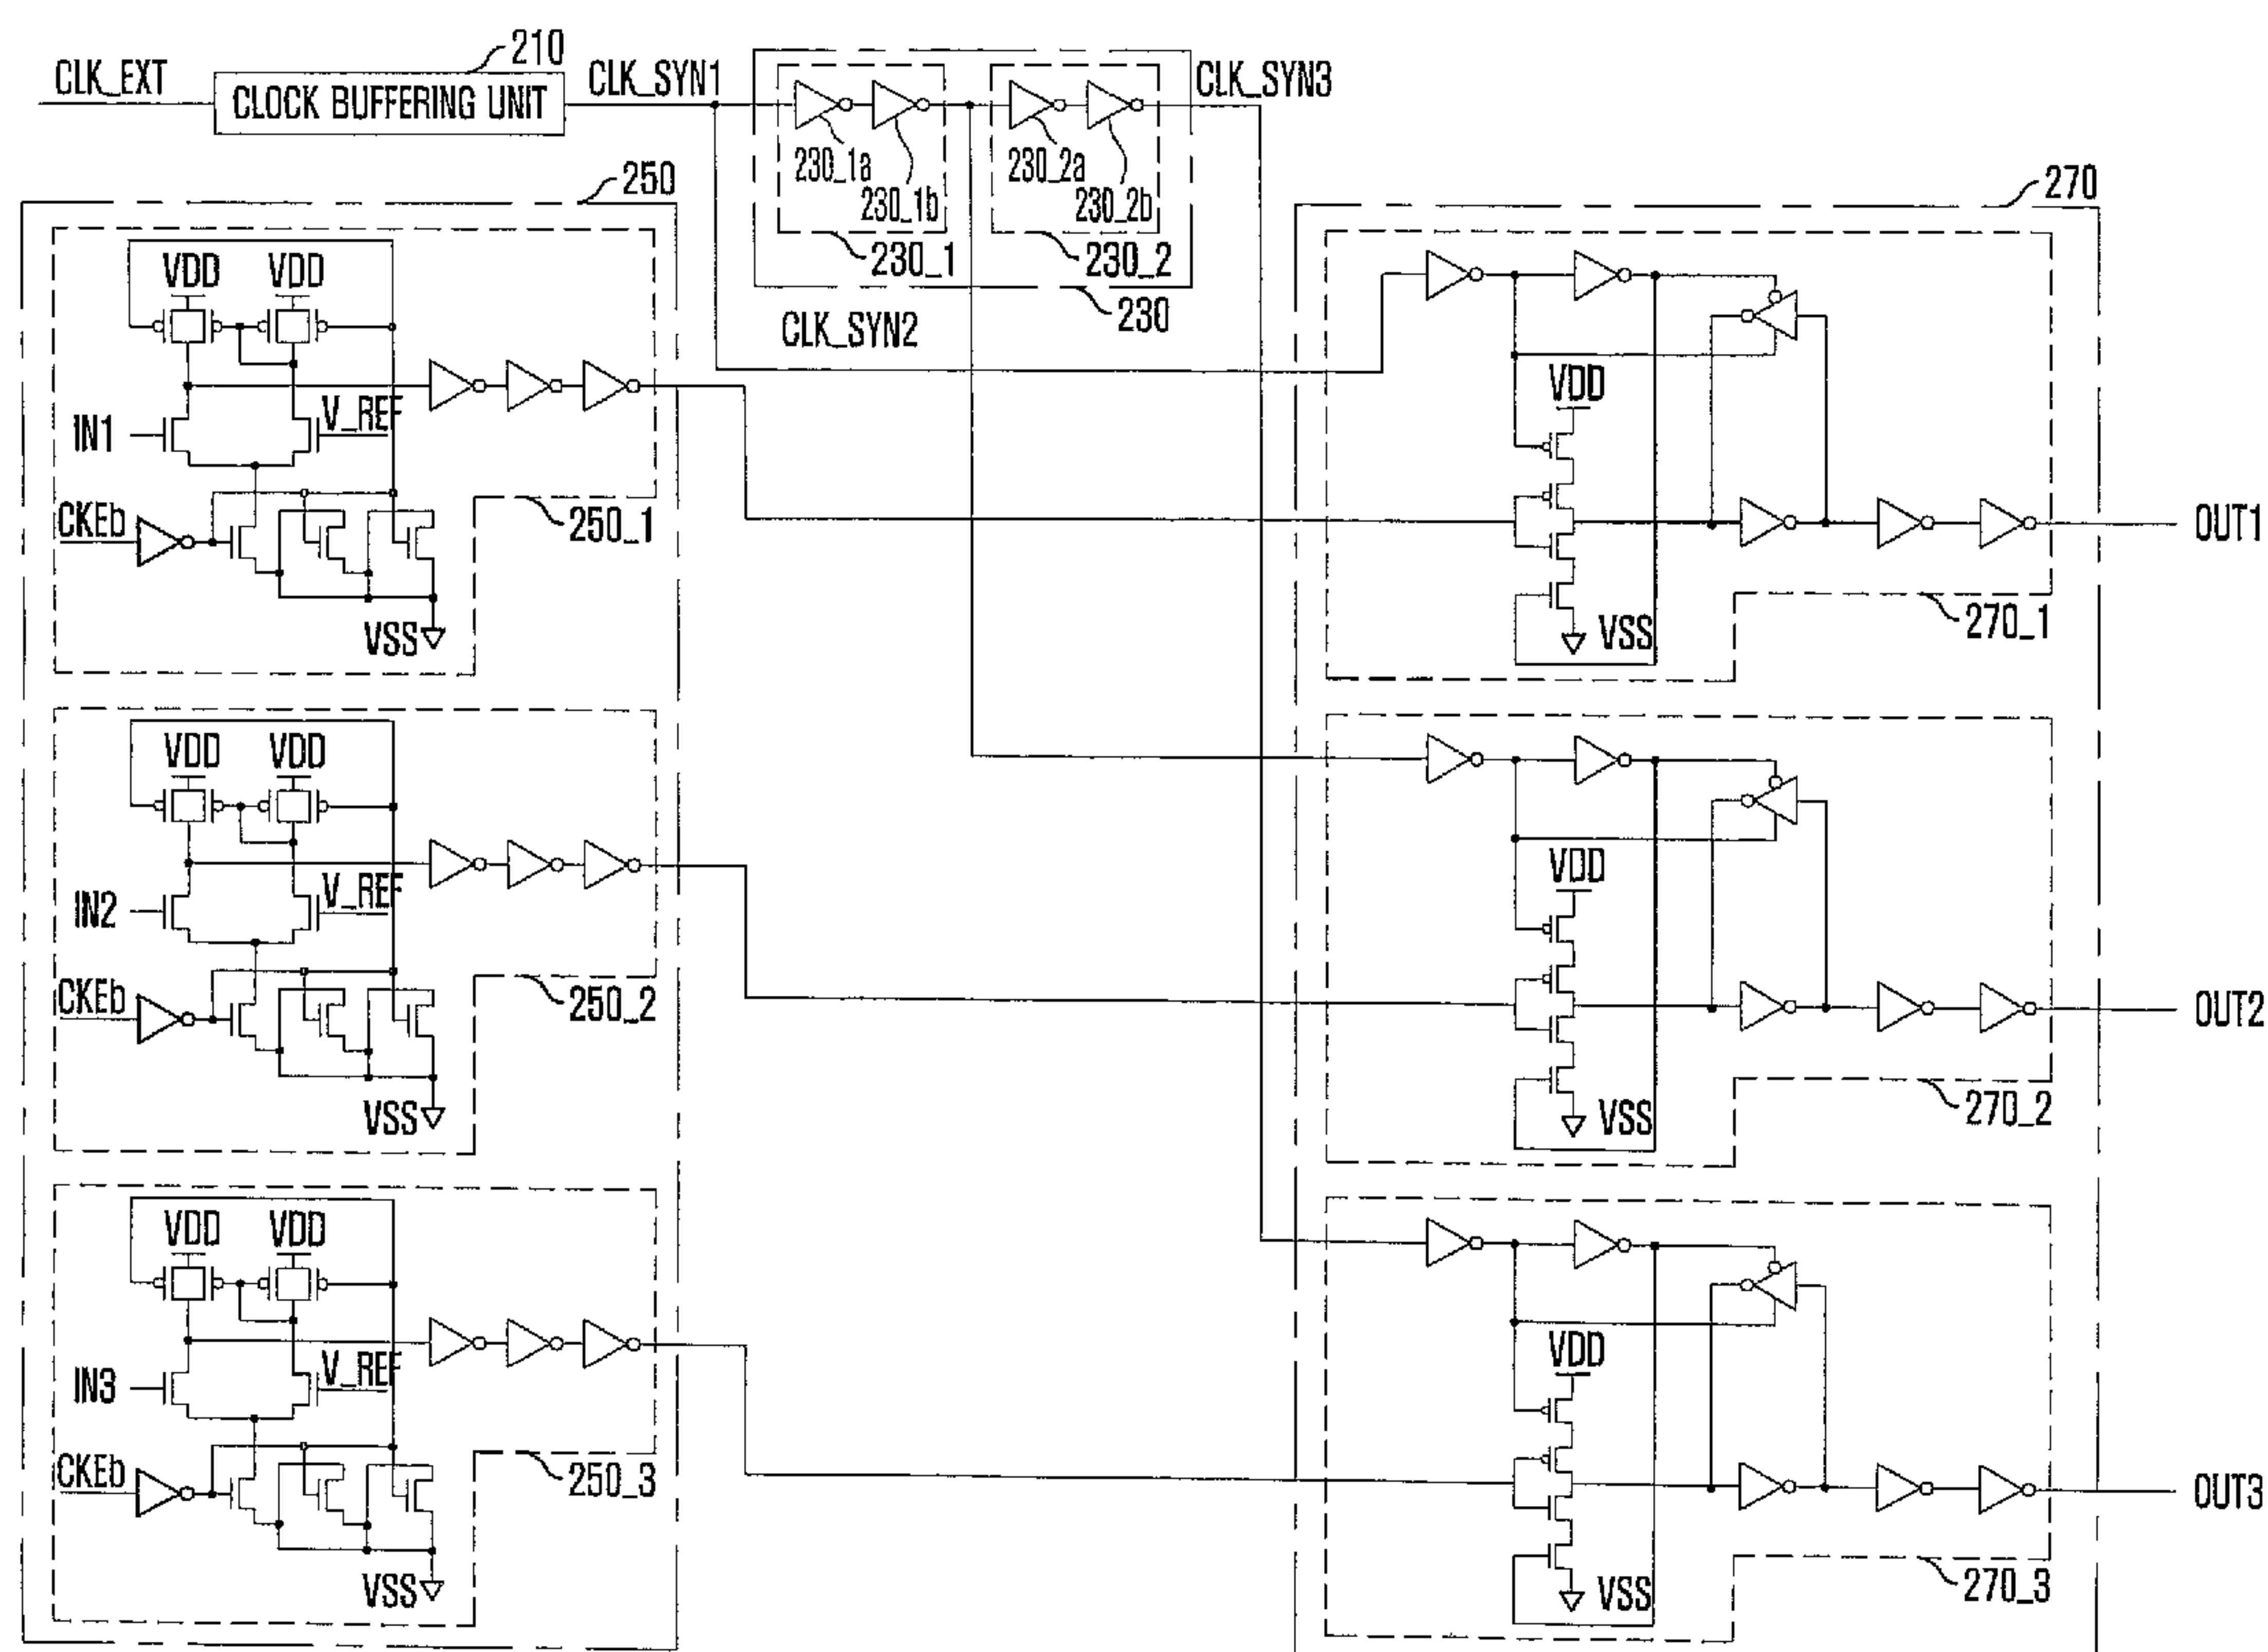 CLK_EXT
210
CLOCK BUFFERING UNIT
CLK_SYN1
CLK_SYN3
230_1a
230_1b
230_2a
230_2b
230_1
230_2
230
CLK_SYN2
250
270
VDD VDD
IN1
V_REF
CKEb
VSS
250_1
VDD
VSS
OUT1
270_1
VDD VDD
IN2
V_REF
CKEb
VSS
250_2
VDD
VSS
OUT2
270_2
VDD VDD
IN3
V_REF
CKEb
VSS
250_3
VDD
VSS
OUT3
270_3